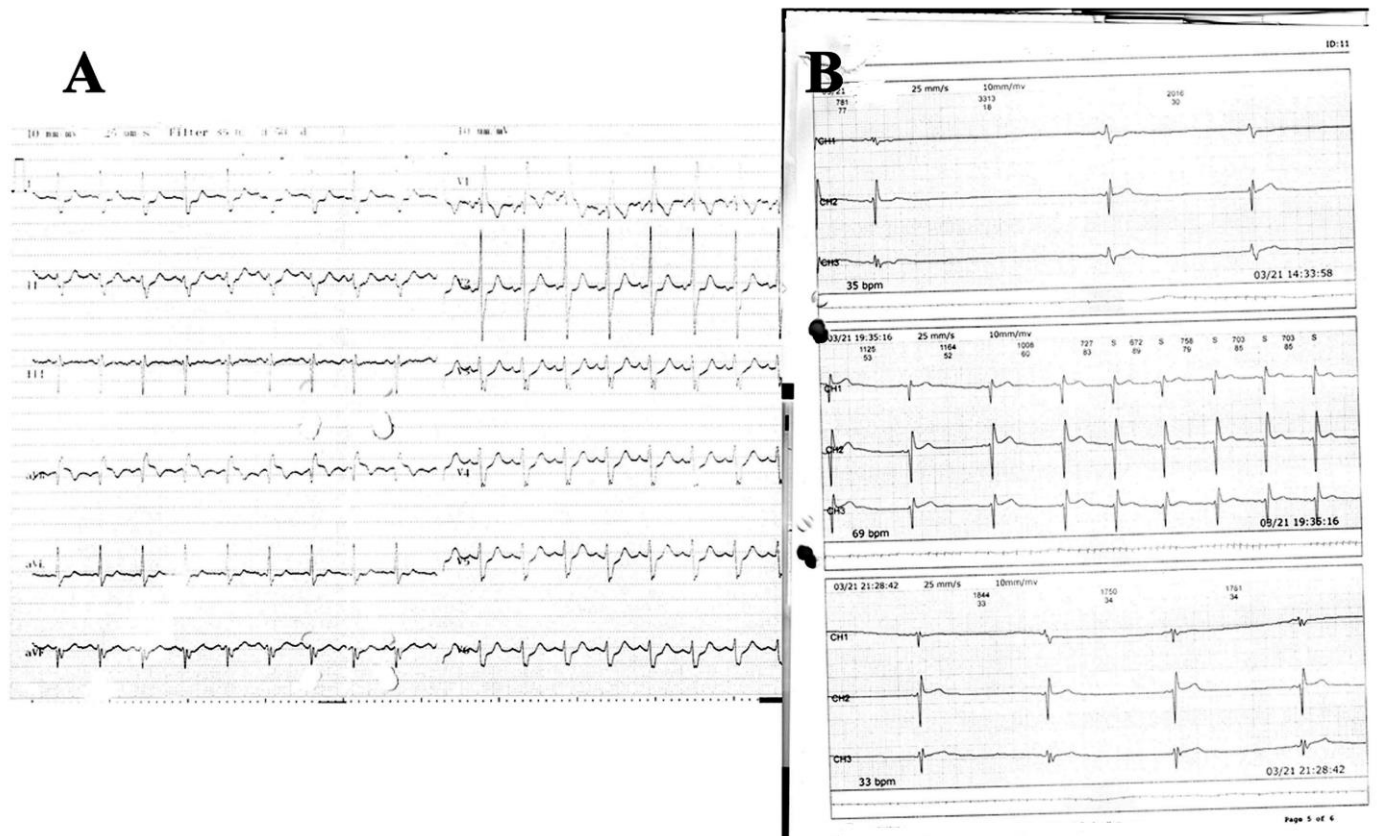 A
10 mm/mv 25 mm/s Filter
10 mm/mV
I
V1
II
III
V4
aVL
aVF
V6
B
ID:11
03/21 25 mm/s 10mm/mv
781 3313 2016
77 18 30
CH1
CH2
CH3
35 bpm
03/21 14:33:58
03/21 19:35:16 25 mm/s 10mm/mv
1125 1164 1008 727 S 672 S 758 S 703 S 703 S
53 52 60 83 89 79 85 85
CH1
CH2
CH3
69 bpm
03/21 19:35:16
03/21 21:28:42 25 mm/s 10mm/mv
1844 1750 1761
33 34 34
CH1
CH2
CH3
33 bpm
03/21 21:28:42
Page 5 of 6